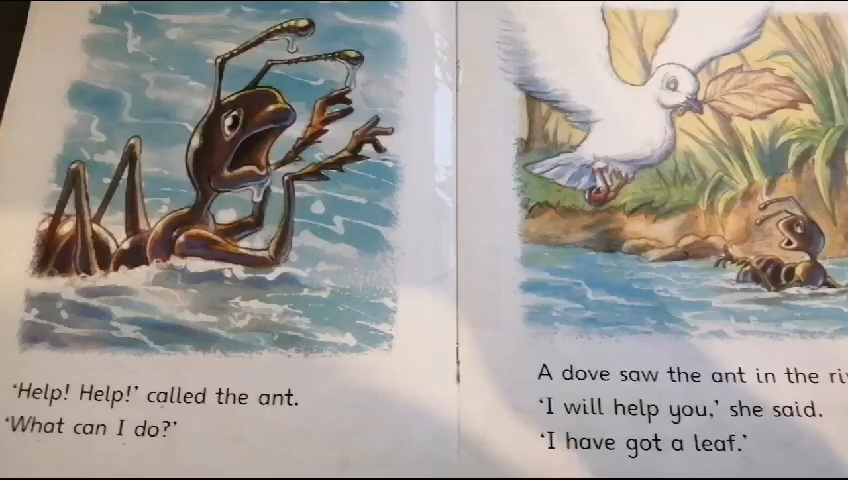 ‘Help! Help!’ called the ant.
‘What can I do?’
A dove saw the ant in the
‘I will help you,’ she said.
‘I have got a leaf.’